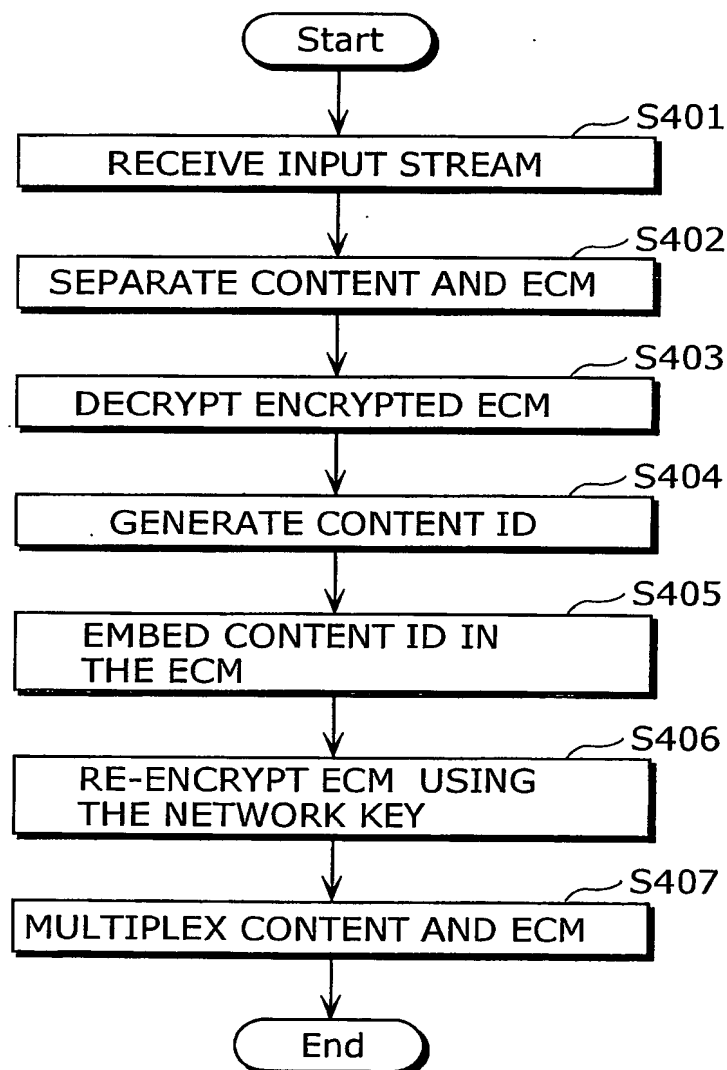 Start
S401
RECEIVE INPUT STREAM
S402
SEPARATE CONTENT AND ECM
S403
DECRYPT ENCRYPTED ECM
S404
GENERATE CONTENT ID
S405
EMBED CONTENT ID IN
THE ECM
S406
RE-ENCRYPT ECM USING
THE NETWORK KEY
S407
MULTIPLEX CONTENT AND ECM
End